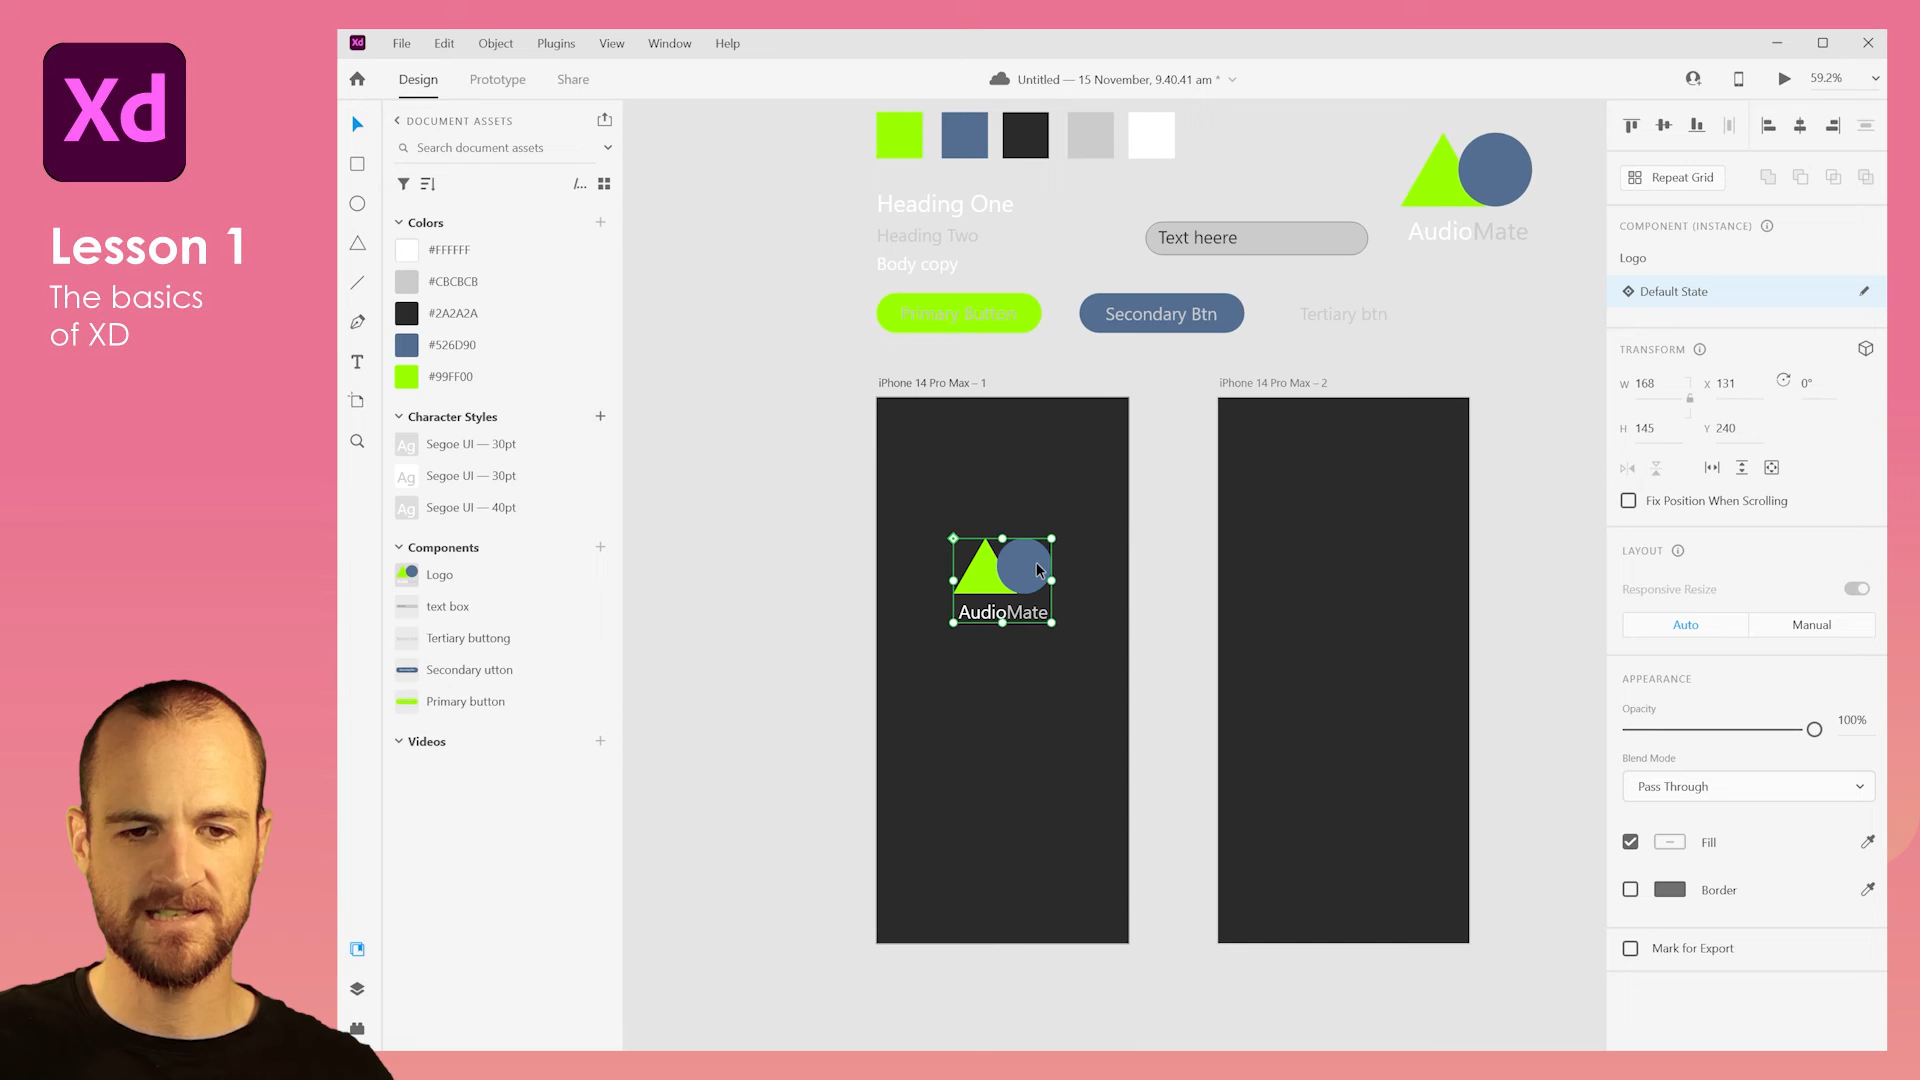 Xd
Lesson 1
The basics
of XD
Xd File Edit Object Plugins View Window Help
Design Prototype Share
Untitled — 15 November, 9.40.41 am *
59.2%
DOCUMENT ASSETS
Search document assets
/...
Colors
#FFFFFF
#CBCBCB
#2A2A2A
#526D90
#99FF00
Character Styles
Ag Segoe UI — 30pt
Ag Segoe UI — 30pt
Ag Segoe UI — 40pt
Components
Logo
text box
Tertiary buttong
Secondary utton
Primary button
Videos
Heading One
Heading Two
Body copy
Text heere
AudioMate
Primary Button
Secondary Btn
Tertiary btn
iPhone 14 Pro Max – 1
iPhone 14 Pro Max – 2
AudioMate
Repeat Grid
COMPONENT (INSTANCE)
Logo
Default State
TRANSFORM
W 168 X 131 0°
H 145 Y 240
Fix Position When Scrolling
LAYOUT
Responsive Resize
Auto Manual
APPEARANCE
Opacity
100%
Blend Mode
Pass Through
Fill
Border
Mark for Export